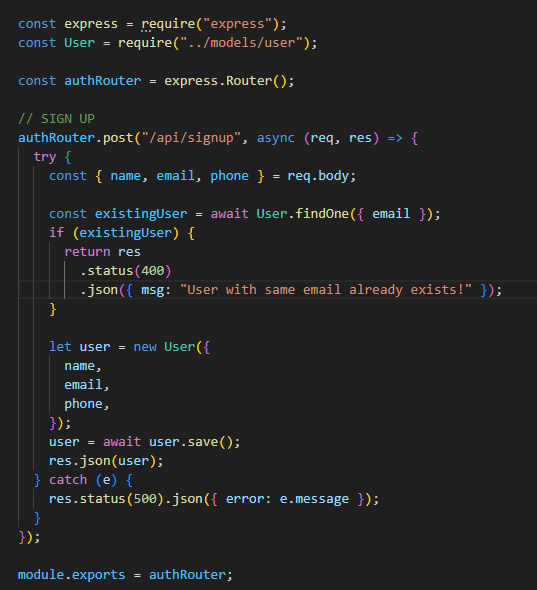 const express = require("express");
const User = require("../models/user");
const authRouter = express.Router();
// SIGN UP
authRouter.post("/api/signup", async (req, res) => {
try {
const { name, email, phone } = req.body;
const existingUser = await User.findOne({ email });
if (existingUser) {
return res
.status(400)
.json({ msg: "User with same email already exists!" });
}
let user = new User({
name,
email,
phone,
});
user = await user.save();
res.json(user);
} catch (e) {
res.status(500).json({ error: e.message });
}
});
module.exports = authRouter;